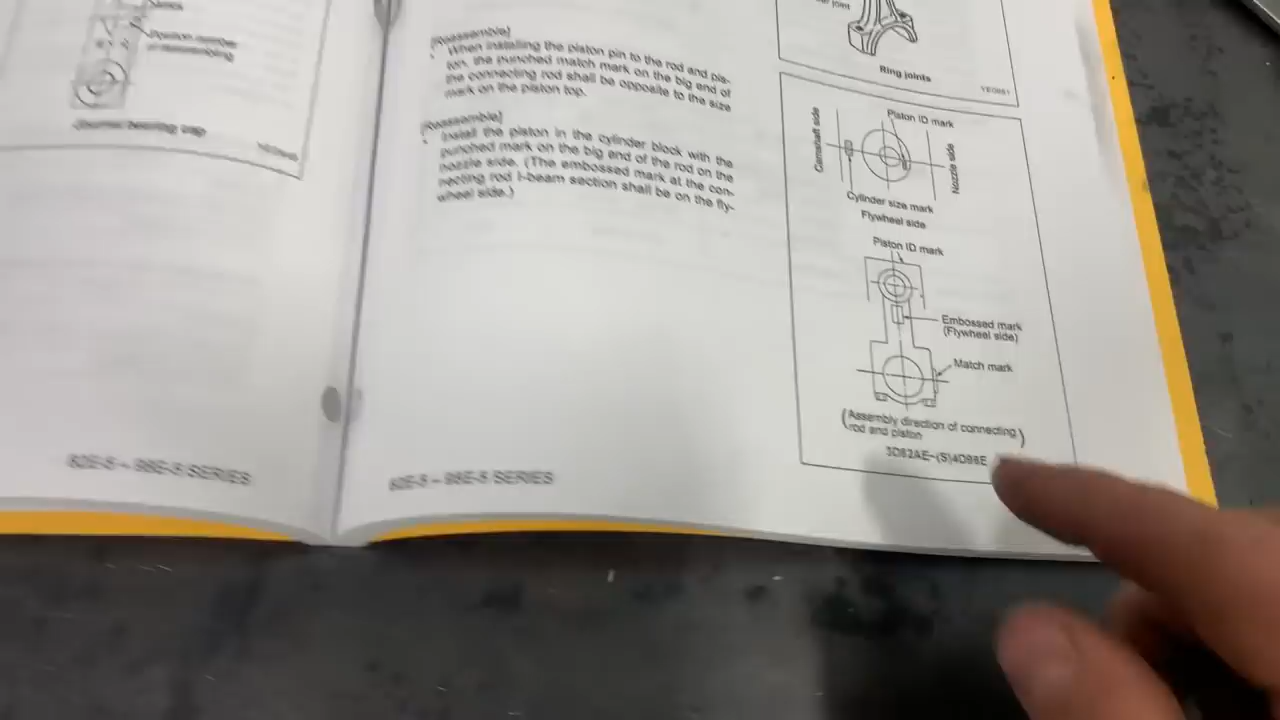 Position number
[Reassemble]
• When installing the piston pin to the rod and pis-
ton, the punched match mark on the big end of
the connecting rod shall be opposite to the size
mark on the piston top.
[Reassemble]
• Install the piston in the cylinder block with the
punched mark on the big end of the rod on the
nozzle side. (The embossed mark at the con-
necting rod I-beam section shall be on the fly-
wheel side.)
joint
Ring joints
Camshaft side
Piston ID mark
Nozzle side
Cylinder size mark
Flywheel side
Piston ID mark
Embossed mark
(Flywheel side)
Match mark
(Assembly direction of connecting
rod and piston)
3D82AE~(S)4D98E
82E-5 ~ 98E-5 SERIES
82E-5 ~ 98E-5 SERIES